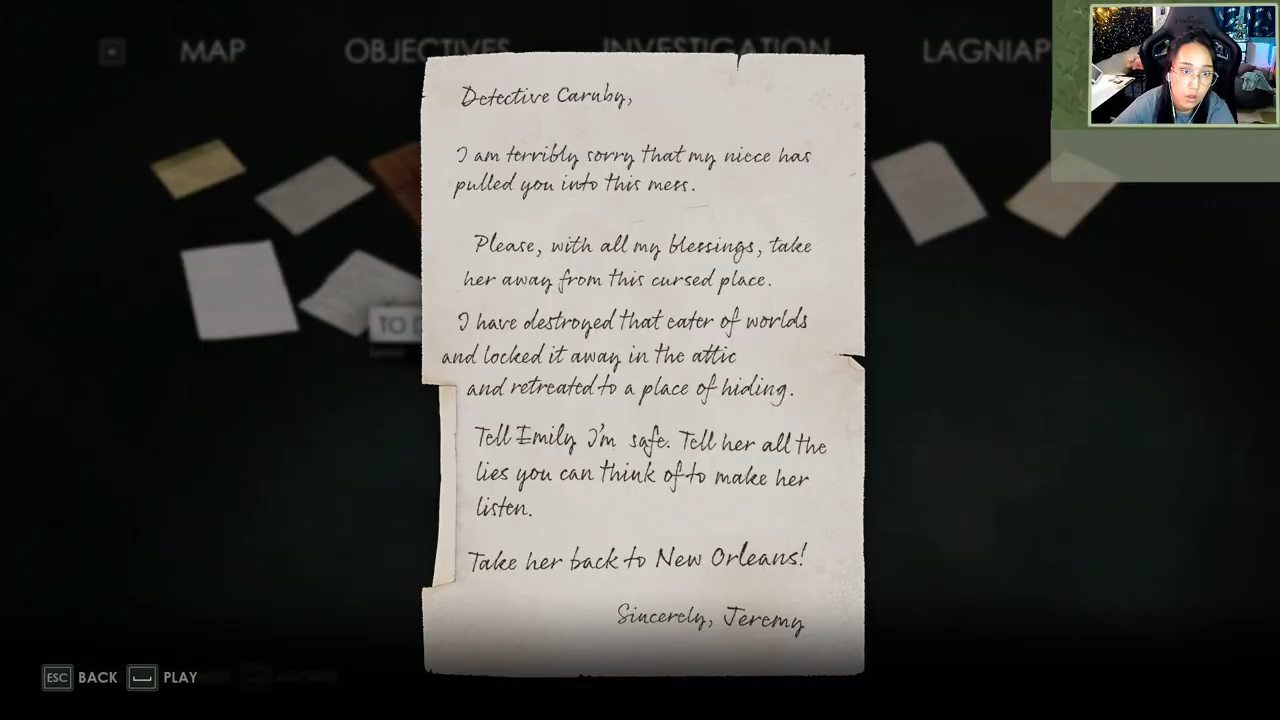 MAP
OBJECTIVES
INVESTIGATION
LAGNIAP
Detective Carnby,
I am terribly sorry that my niece has
pulled you into this mess.
Please, with all my blessings, take
her away from this cursed place.
I have destroyed that eater of worlds
and locked it away in the attic
and retreated to a place of hiding.
Tell Emily I'm safe. Tell her all the
lies you can think of to make her
listen.
Take her back to New Orleans!
Sincerely, Jeremy
TO
ESC BACK
PLAY